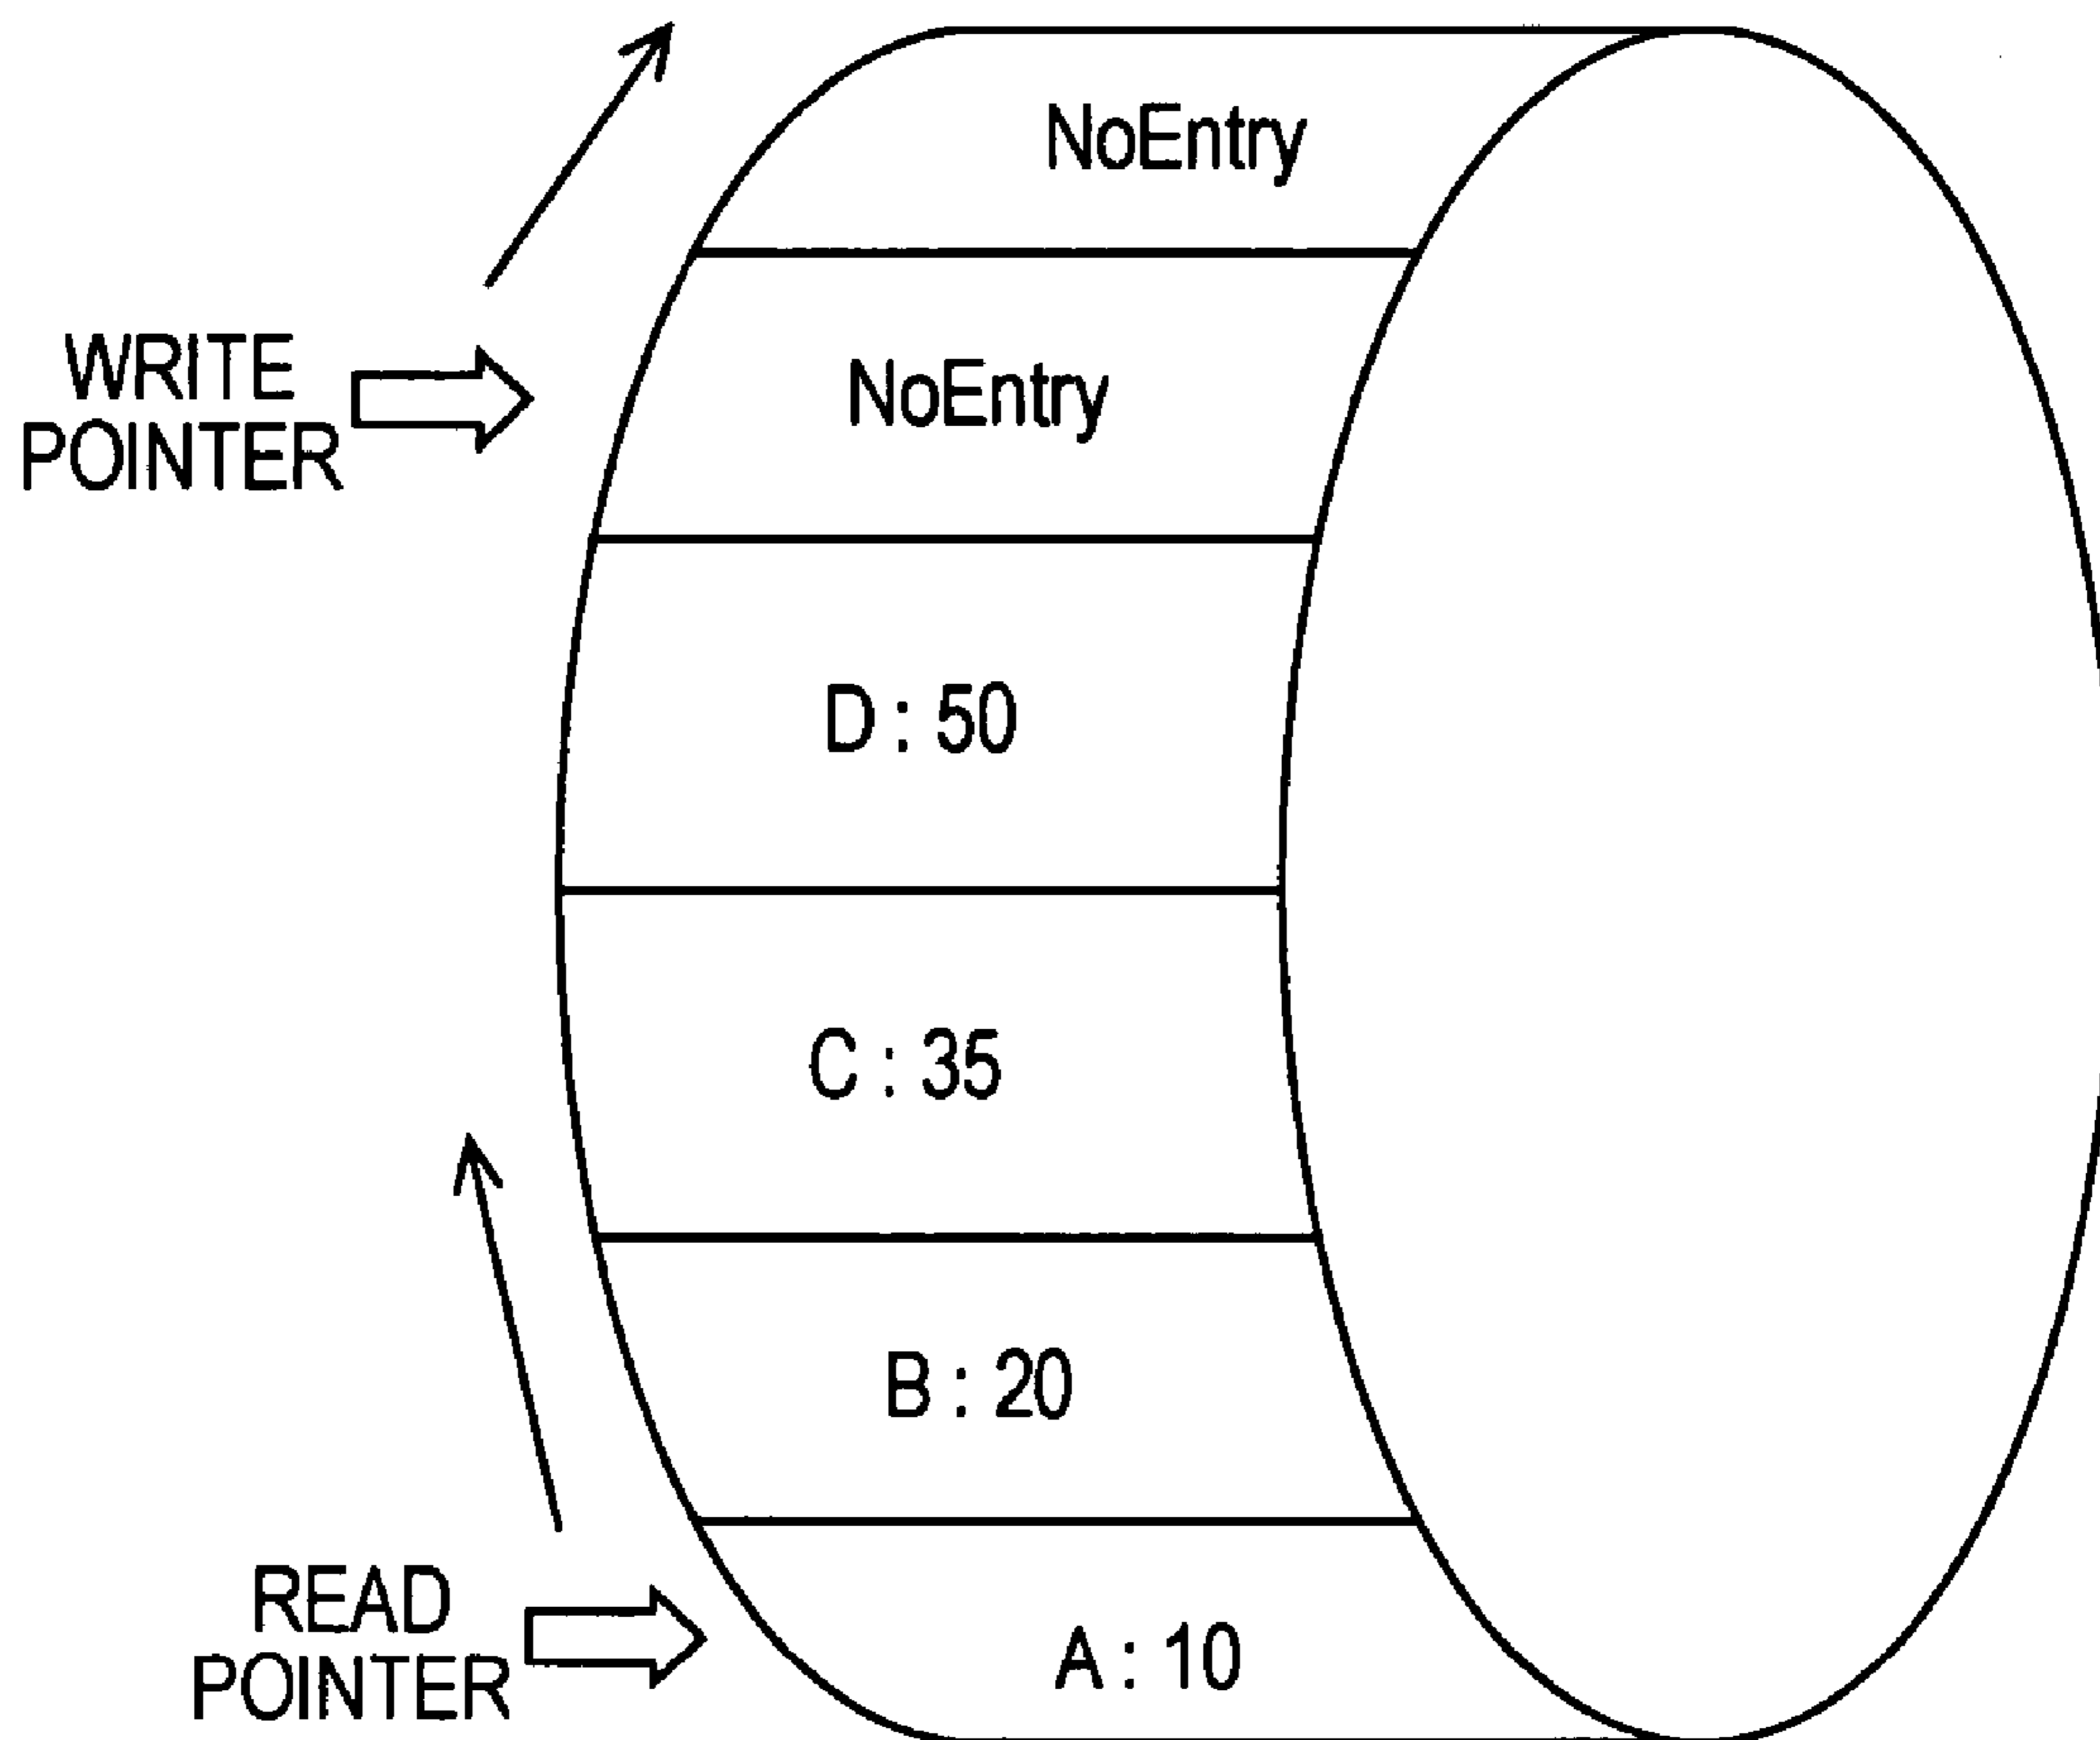 NoEntry
WRITE
POINTER
NoEntry
D : 50
C : 35
B : 20
READ
POINTER
A : 10